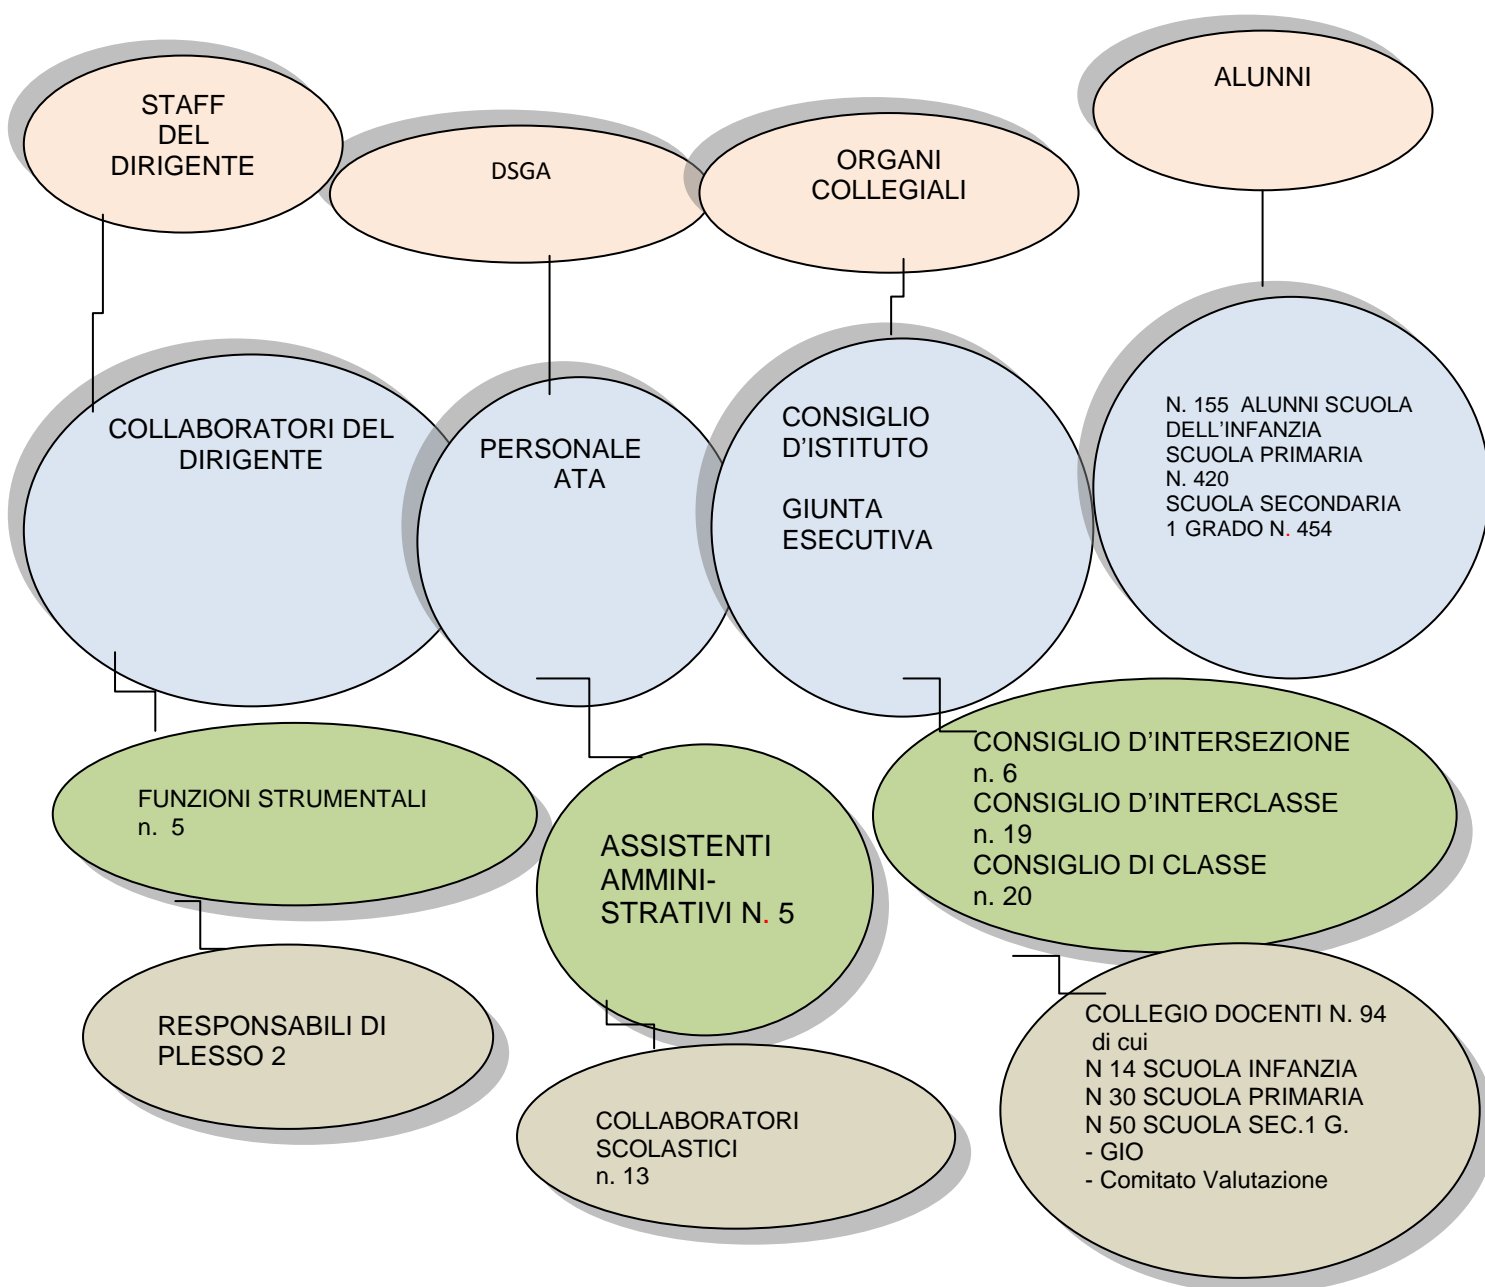 STAFF
DEL
DIRIGENTE
DSGA
ORGANI
COLLEGIALI
ALUNNI
COLLABORATORI DEL
DIRIGENTE
PERSONALE
ATA
CONSIGLIO
D'ISTITUTO
GIUNTA
ESECUTIVA
N. 155 ALUNNI SCUOLA
DELL'INFANZIA
SCUOLA PRIMARIA
N. 420
SCUOLA SECONDARIA
1 GRADO N. 454
FUNZIONI STRUMENTALI
n. 5
ASSISTENTI
AMMINI-
STRATIVI N. 5
CONSIGLIO D'INTERSEZIONE
n. 6
CONSIGLIO D'INTERCLASSE
n. 19
CONSIGLIO DI CLASSE
n. 20
RESPONSABILI DI
PLESSO 2
COLLABORATORI
SCOLASTICI
n. 13
COLLEGIO DOCENTI N. 94
di cui
N 14 SCUOLA INFANZIA
N 30 SCUOLA PRIMARIA
N 50 SCUOLA SEC.1 G.
- GIO
- Comitato Valutazione